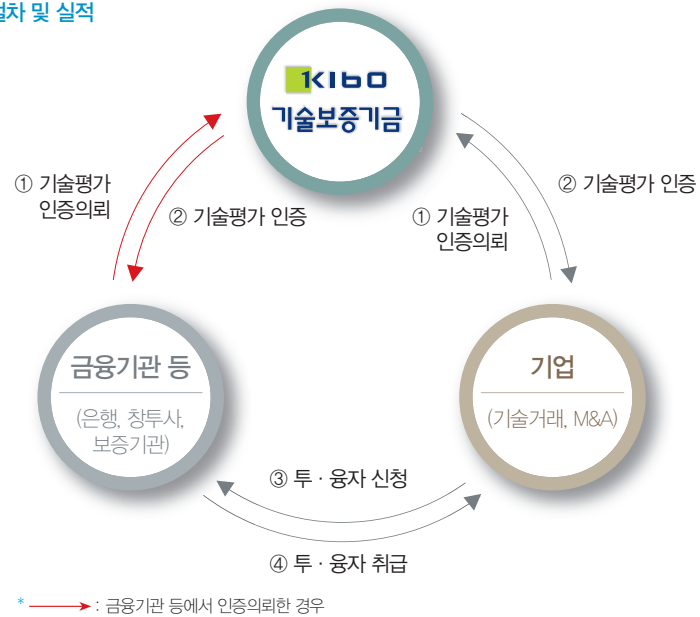 절차 및 실적
KIBO
기술보증기금
① 기술평가
인증의뢰
② 기술평가 인증
① 기술평가
인증의뢰
② 기술평가 인증
금융기관 등
(은행, 창투사,
보증기관)
기업
(기술거래, M&A)
③ 투 · 융자 신청
④ 투 · 융자 취급
* : 금융기관 등에서 인증의뢰한 경우